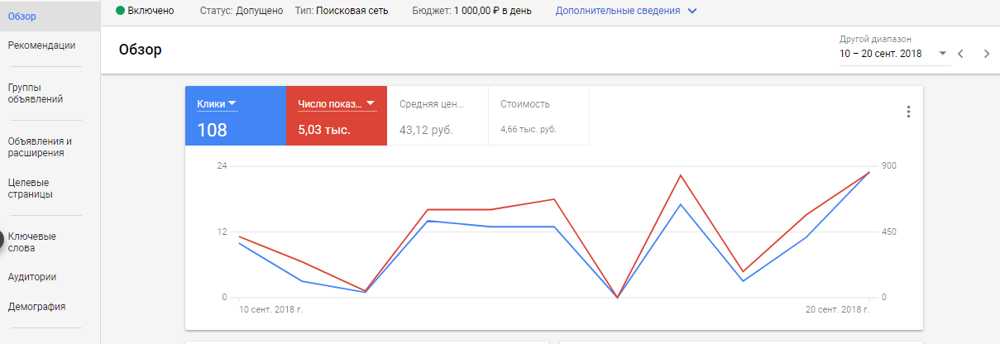 Обзор
Включено Статус: Допущено Тип: Поисковая сеть Бюджет: 1 000,00 ₽ в день Дополнительные сведения
Рекомендации
Обзор
Другой диапазон
10 – 20 сент. 2018
Группы
объявлений
Объявления и
расширения
Целевые
страницы
Ключевые
слова
Аудитории
Демография
Клики
108
Число показ...
5,03 тыс.
Средняя цен...
43,12 руб.
Стоимость
4,66 тыс. руб.
24 900
12 450
0 0
10 сент. 2018 г. 20 сент. 2018 г.